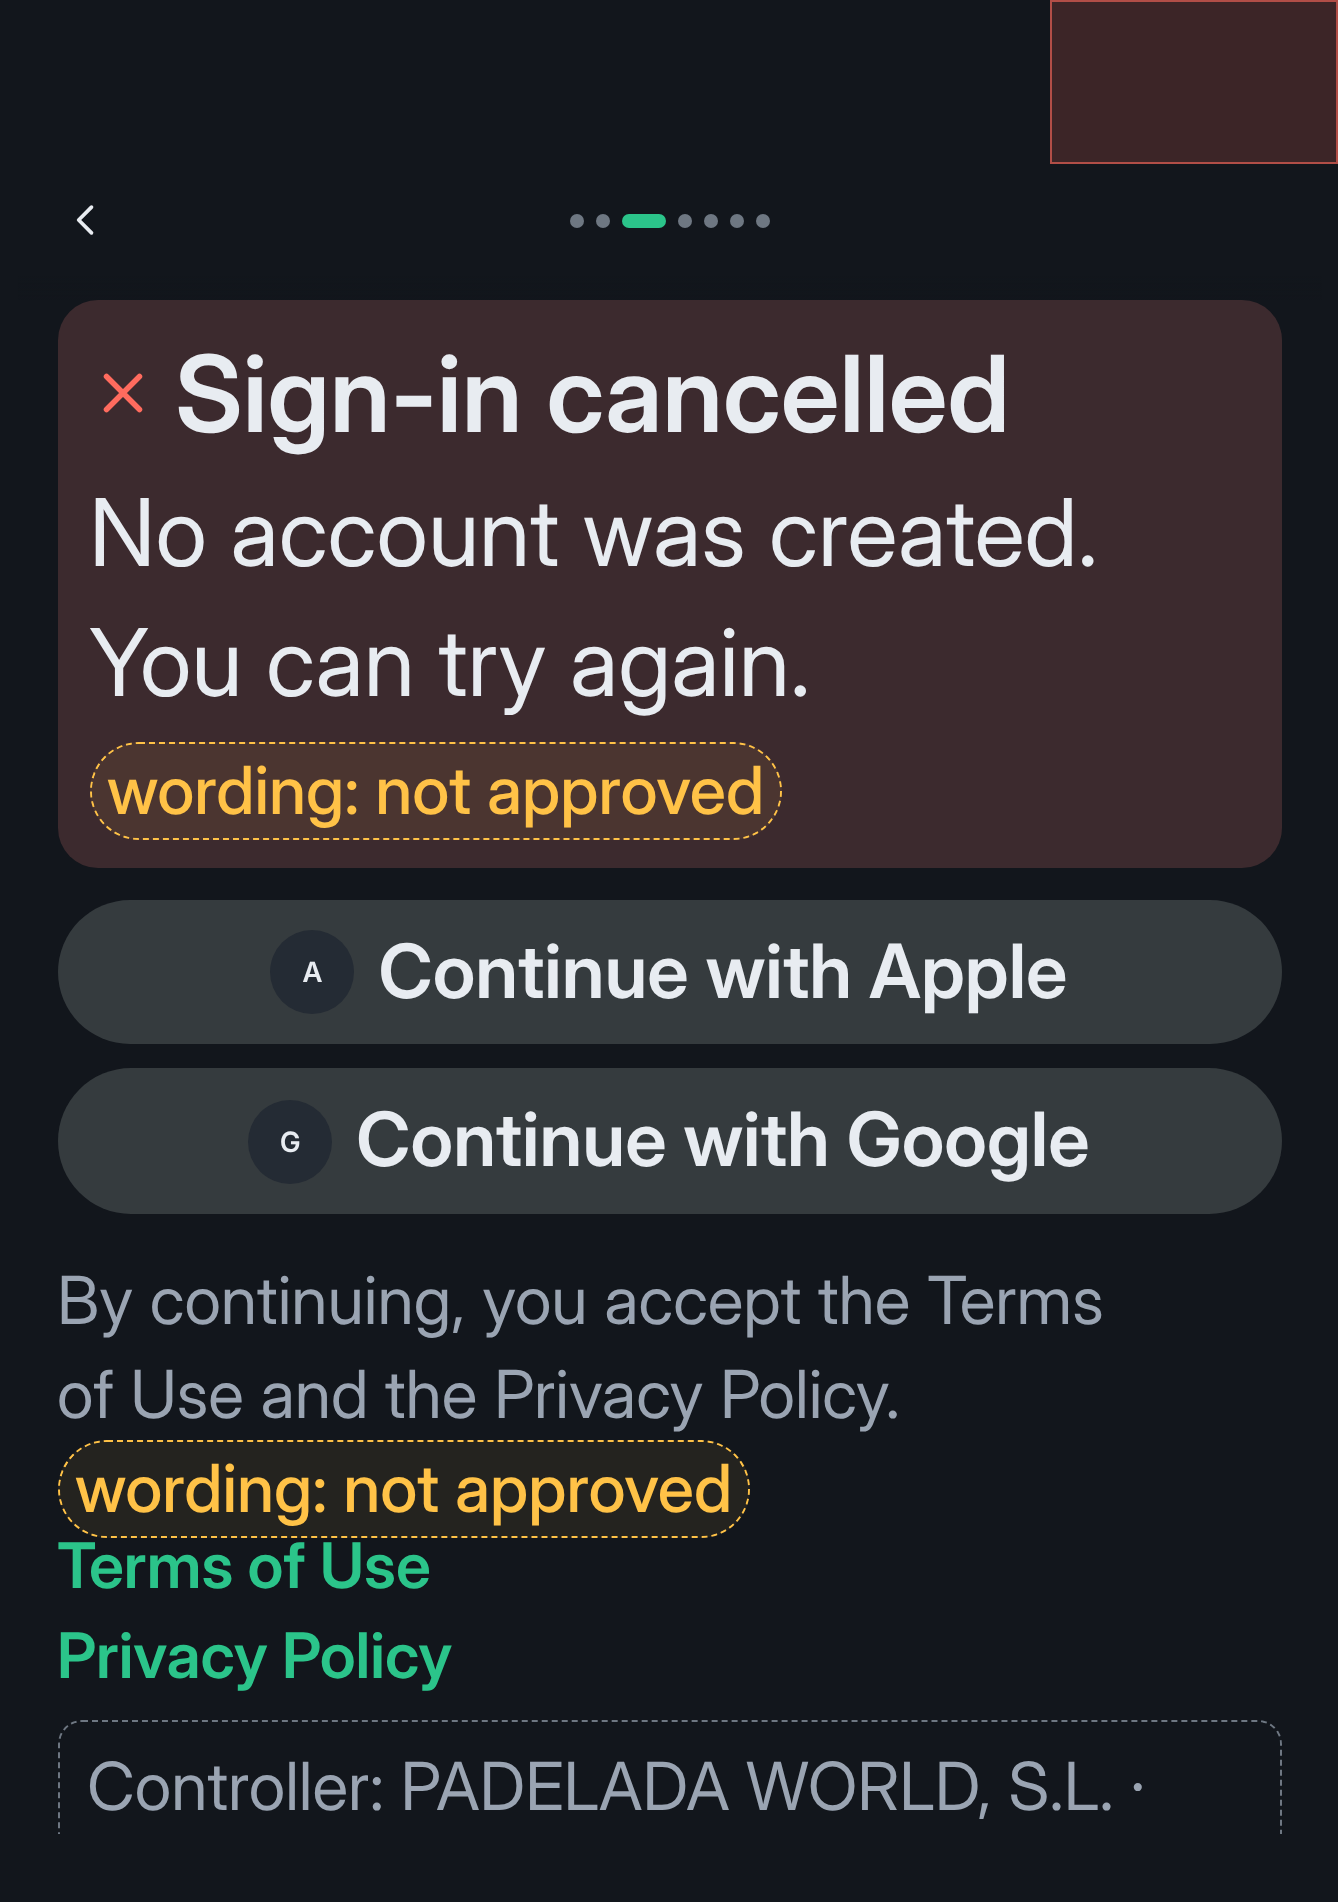 Sign-in cancelled
No account was created.
You can try again.
wording: not approved
A Continue with Apple
G Continue with Google
By continuing, you accept the Terms
of Use and the Privacy Policy.
wording: not approved
Terms of Use
Privacy Policy
Controller: PADELADA WORLD, S.L. ·